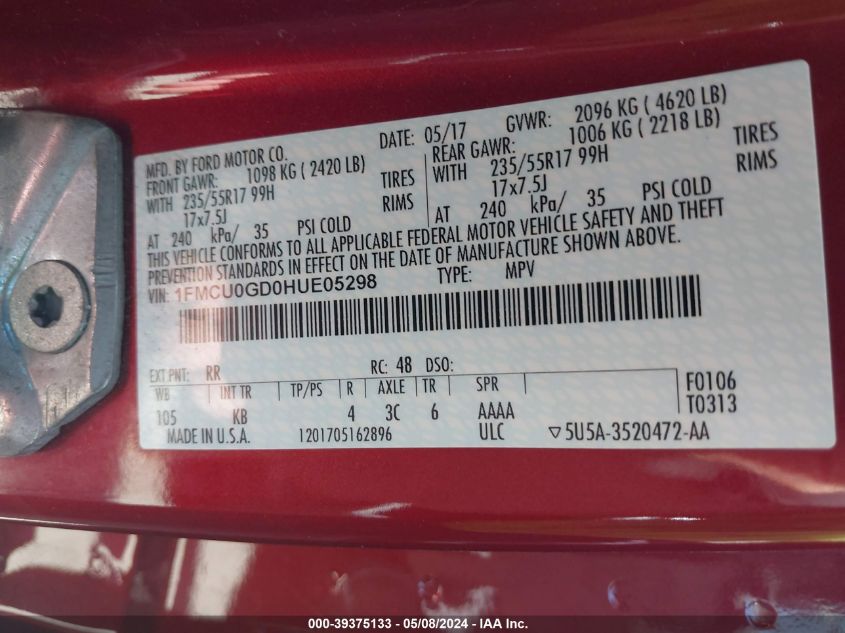 MFD. BY FORD MOTOR CO.
DATE: 05/17
GVWR: 2096 KG ( 4620 LB)
FRONT GAWR: 1098 KG ( 2420 LB)
REAR GAWR: 1006 KG ( 2218 LB)
WITH 235/55R17 99H TIRES
WITH 235/55R17 99H TIRES
17x7.5J RIMS
17x7.5J RIMS
AT 240 kPa/ 35 PSI COLD
AT 240 kPa/ 35 PSI COLD
THIS VEHICLE CONFORMS TO ALL APPLICABLE FEDERAL MOTOR VEHICLE SAFETY AND THEFT
PREVENTION STANDARDS IN EFFECT ON THE DATE OF MANUFACTURE SHOWN ABOVE.
VIN: 1FMCU0GD0HUE05298
TYPE: MPV
EXT PNT: RR RC: 48 DSO:
WB INT TR TP/PS R AXLE TR SPR F0106
105 KB 4 3C 6 AAAA T0313
MADE IN U.S.A. 1201705162896 ULC ▽5U5A-3520472-AA
000-39375133 - 05/08/2024 - IAA Inc.